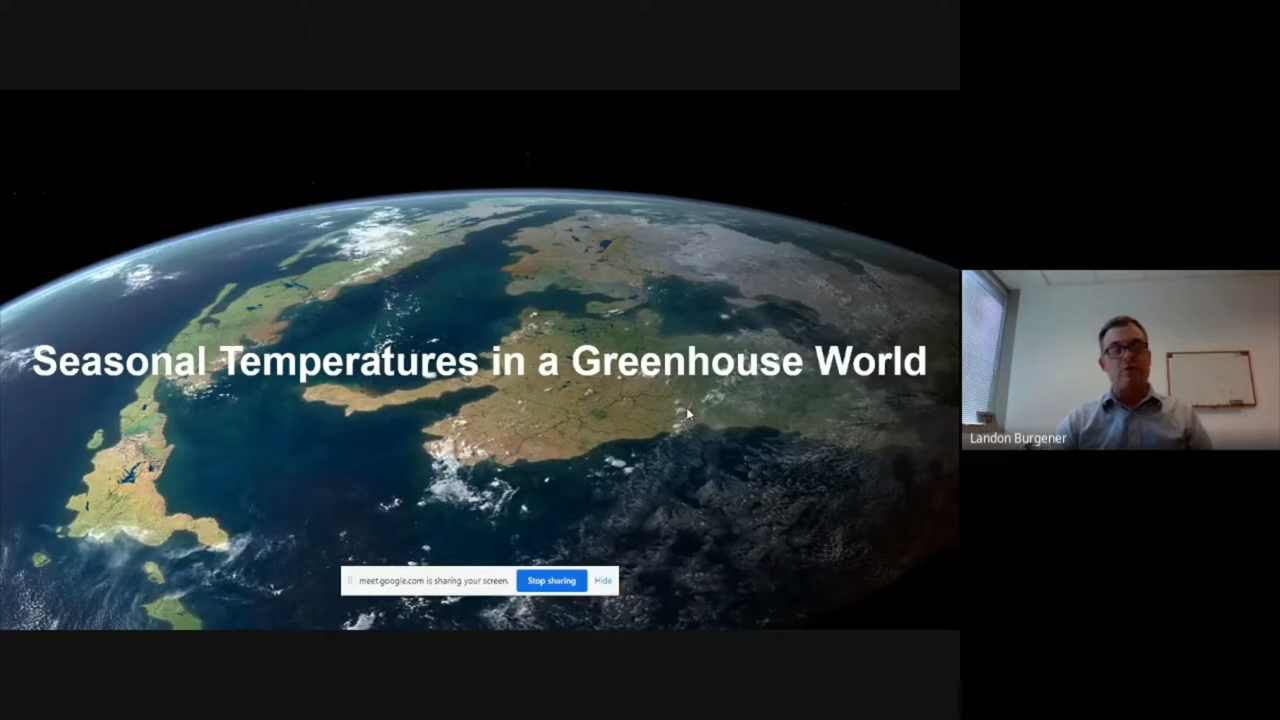 Seasonal Temperatures in a Greenhouse World
Landon Burgener
meet.google.com is sharing your screen. Stop sharing Hide